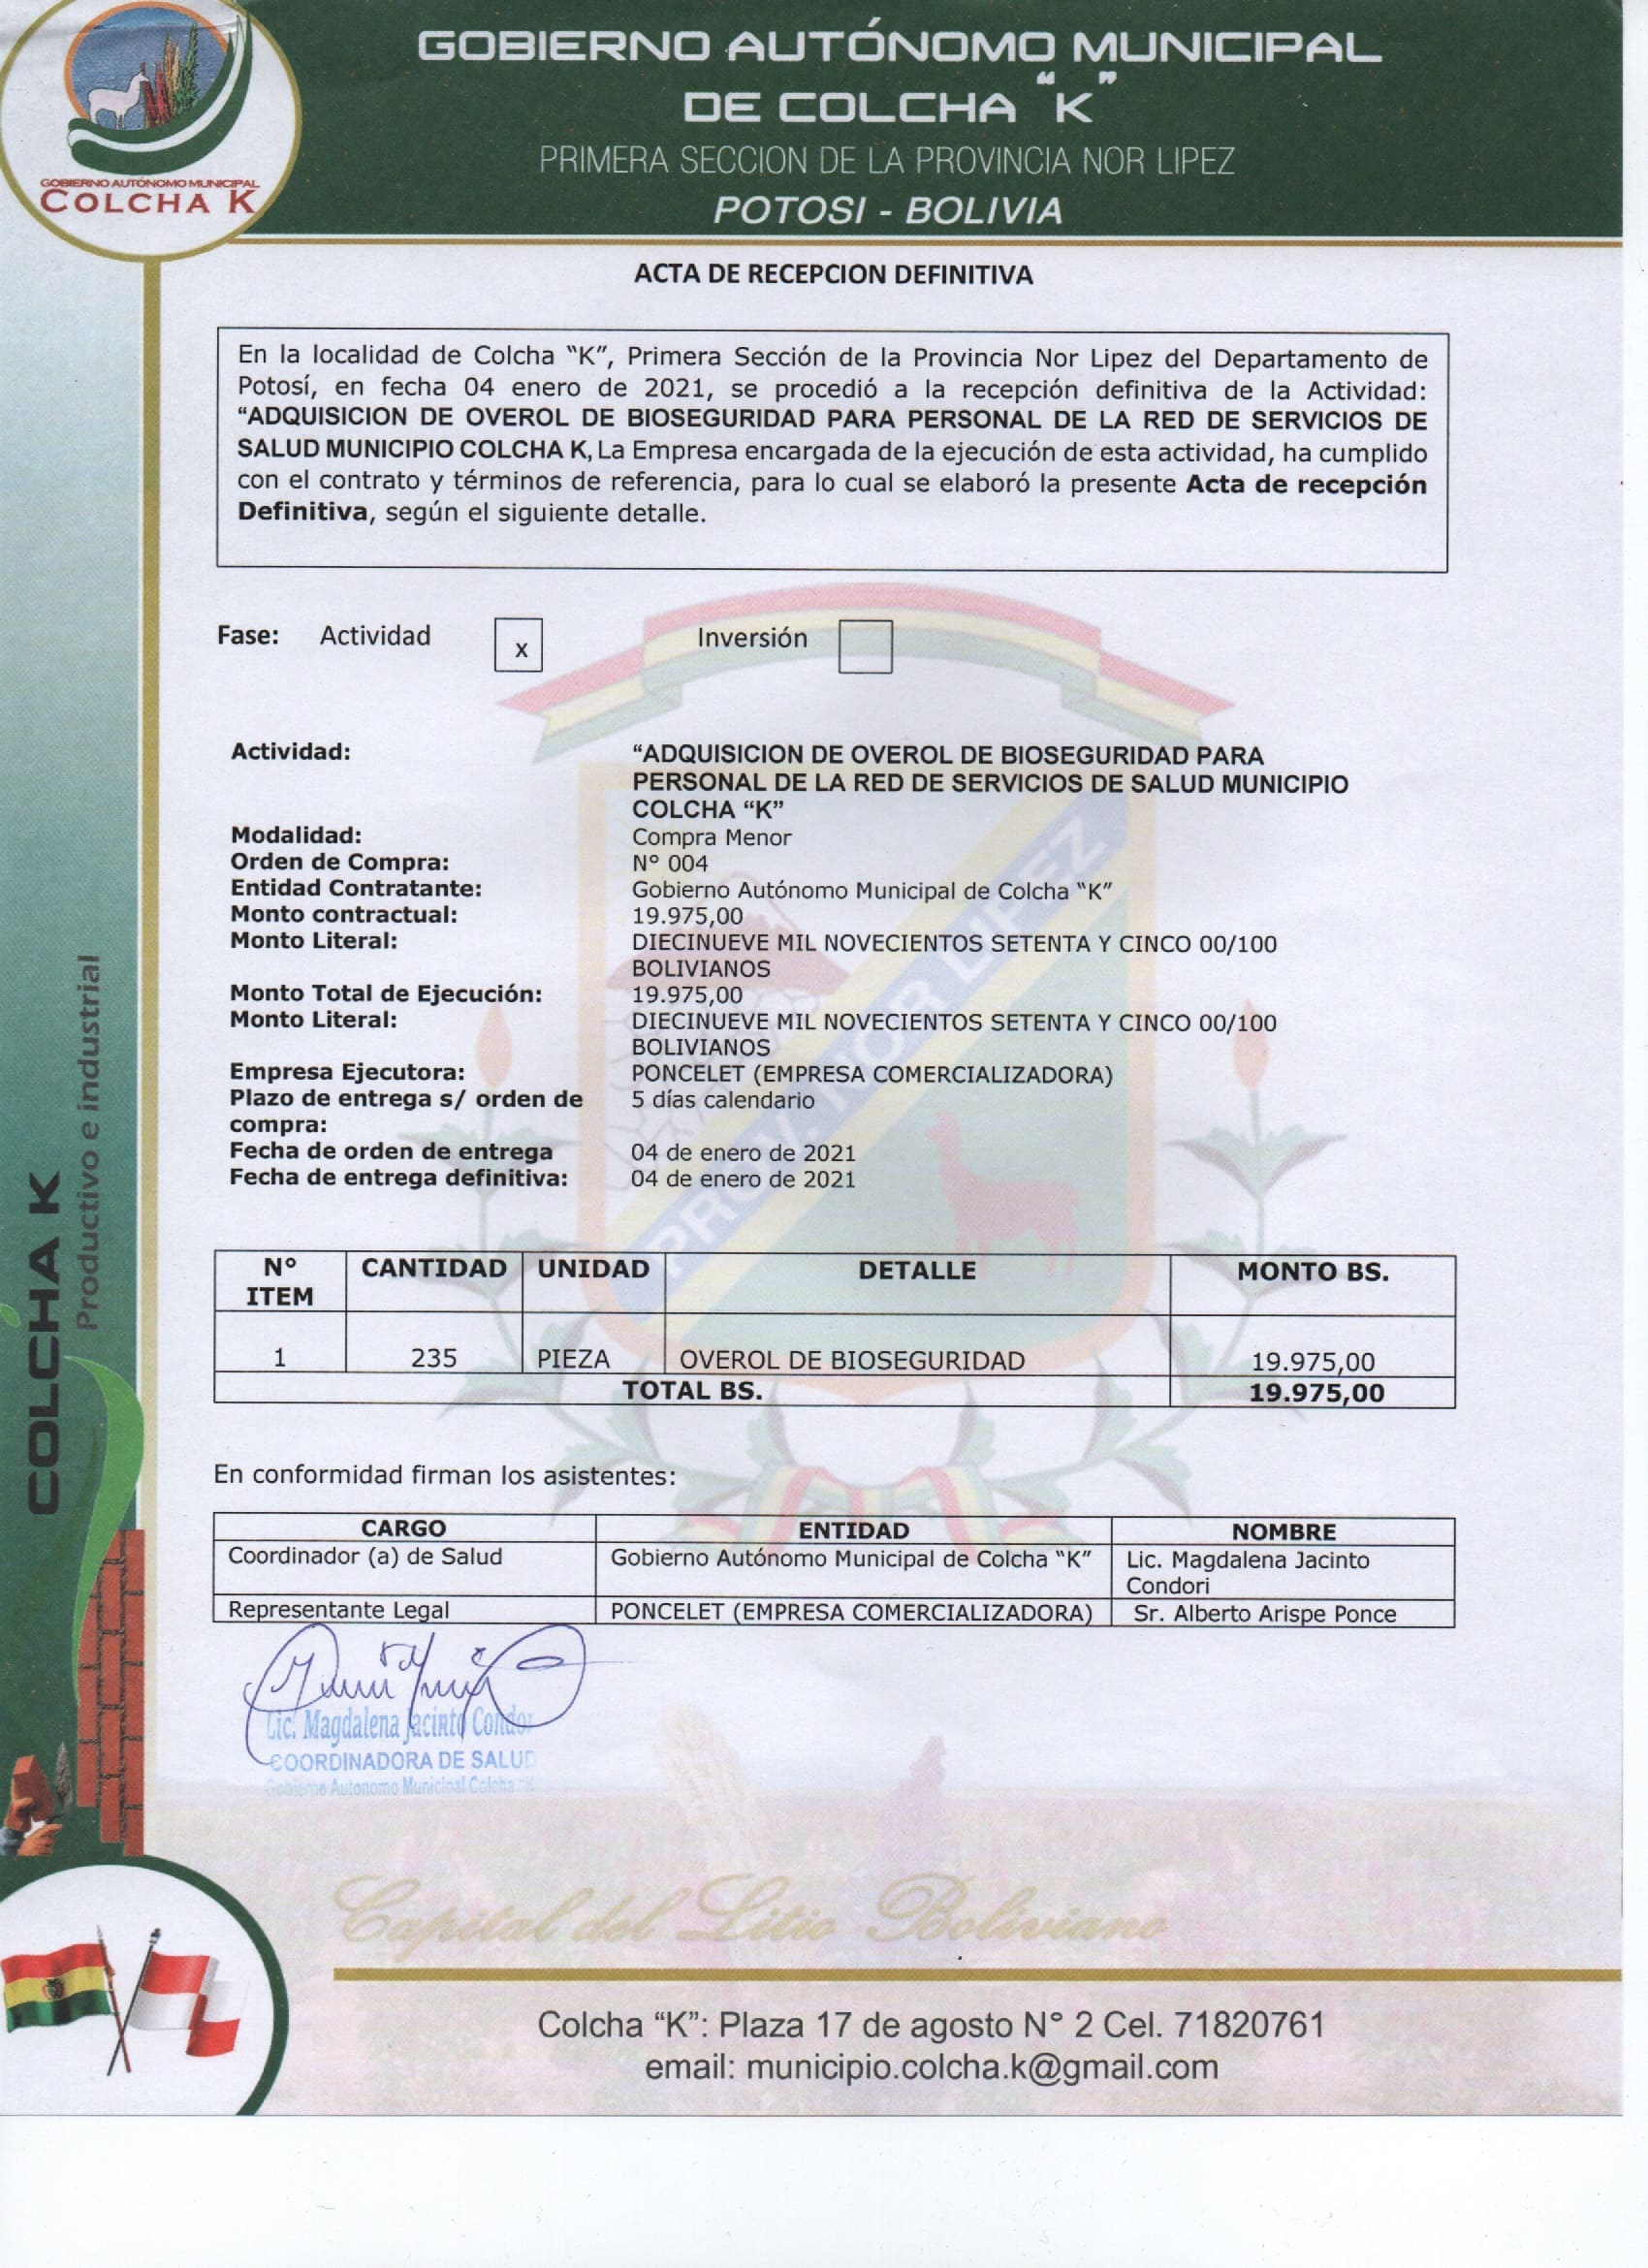 GOBIERNO AUTÓNOMO MUNICIPAL
DE COLCHA “K”
PRIMERA SECCION DE LA PROVINCIA NOR LIPEZ
POTOSI - BOLIVIA
GOBIERNO AUTÓNOMO MUNICIPAL
COLCHA K
ACTA DE RECEPCION DEFINITIVA
En la localidad de Colcha “K”, Primera Sección de la Provincia Nor Lipez del Departamento de
Potosí, en fecha 04 enero de 2021, se procedió a la recepción definitiva de la Actividad:
“ADQUISICION DE OVEROL DE BIOSEGURIDAD PARA PERSONAL DE LA RED DE SERVICIOS DE
SALUD MUNICIPIO COLCHA K, La Empresa encargada de la ejecución de esta actividad, ha cumplido
con el contrato y términos de referencia, para lo cual se elaboró la presente Acta de recepción
Definitiva, según el siguiente detalle.
Fase: Actividad x Inversión
Actividad: “ADQUISICION DE OVEROL DE BIOSEGURIDAD PARA
PERSONAL DE LA RED DE SERVICIOS DE SALUD MUNICIPIO
COLCHA “K”
Modalidad: Compra Menor
Orden de Compra: N° 004
Entidad Contratante: Gobierno Autónomo Municipal de Colcha “K”
Monto contractual: 19.975,00
Monto Literal: DIECINUEVE MIL NOVECIENTOS SETENTA Y CINCO 00/100
BOLIVIANOS
Monto Total de Ejecución: 19.975,00
Monto Literal: DIECINUEVE MIL NOVECIENTOS SETENTA Y CINCO 00/100
BOLIVIANOS
Empresa Ejecutora: PONCELET (EMPRESA COMERCIALIZADORA)
Plazo de entrega s/ orden de 5 días calendario
compra:
Fecha de orden de entrega 04 de enero de 2021
Fecha de entrega definitiva: 04 de enero de 2021
PROV. NOR LIPEZ
N° CANTIDAD UNIDAD DETALLE MONTO BS.
ITEM
1 235 PIEZA OVEROL DE BIOSEGURIDAD 19.975,00
TOTAL BS. 19.975,00
En conformidad firman los asistentes:
CARGO ENTIDAD NOMBRE
Coordinador (a) de Salud Gobierno Autónomo Municipal de Colcha “K” Lic. Magdalena Jacinto
Condori
Representante Legal PONCELET (EMPRESA COMERCIALIZADORA) Sr. Alberto Arispe Ponce
Lic. Magdalena Jacinto Condor
COORDINADORA DE SALUD
Gobierno Autonomo Municipal Colcha "K
COLCHA K
Productivo e industrial
Capital del Litio Boliviano
Colcha “K”: Plaza 17 de agosto N° 2 Cel. 71820761
email: municipio.colcha.k@gmail.com